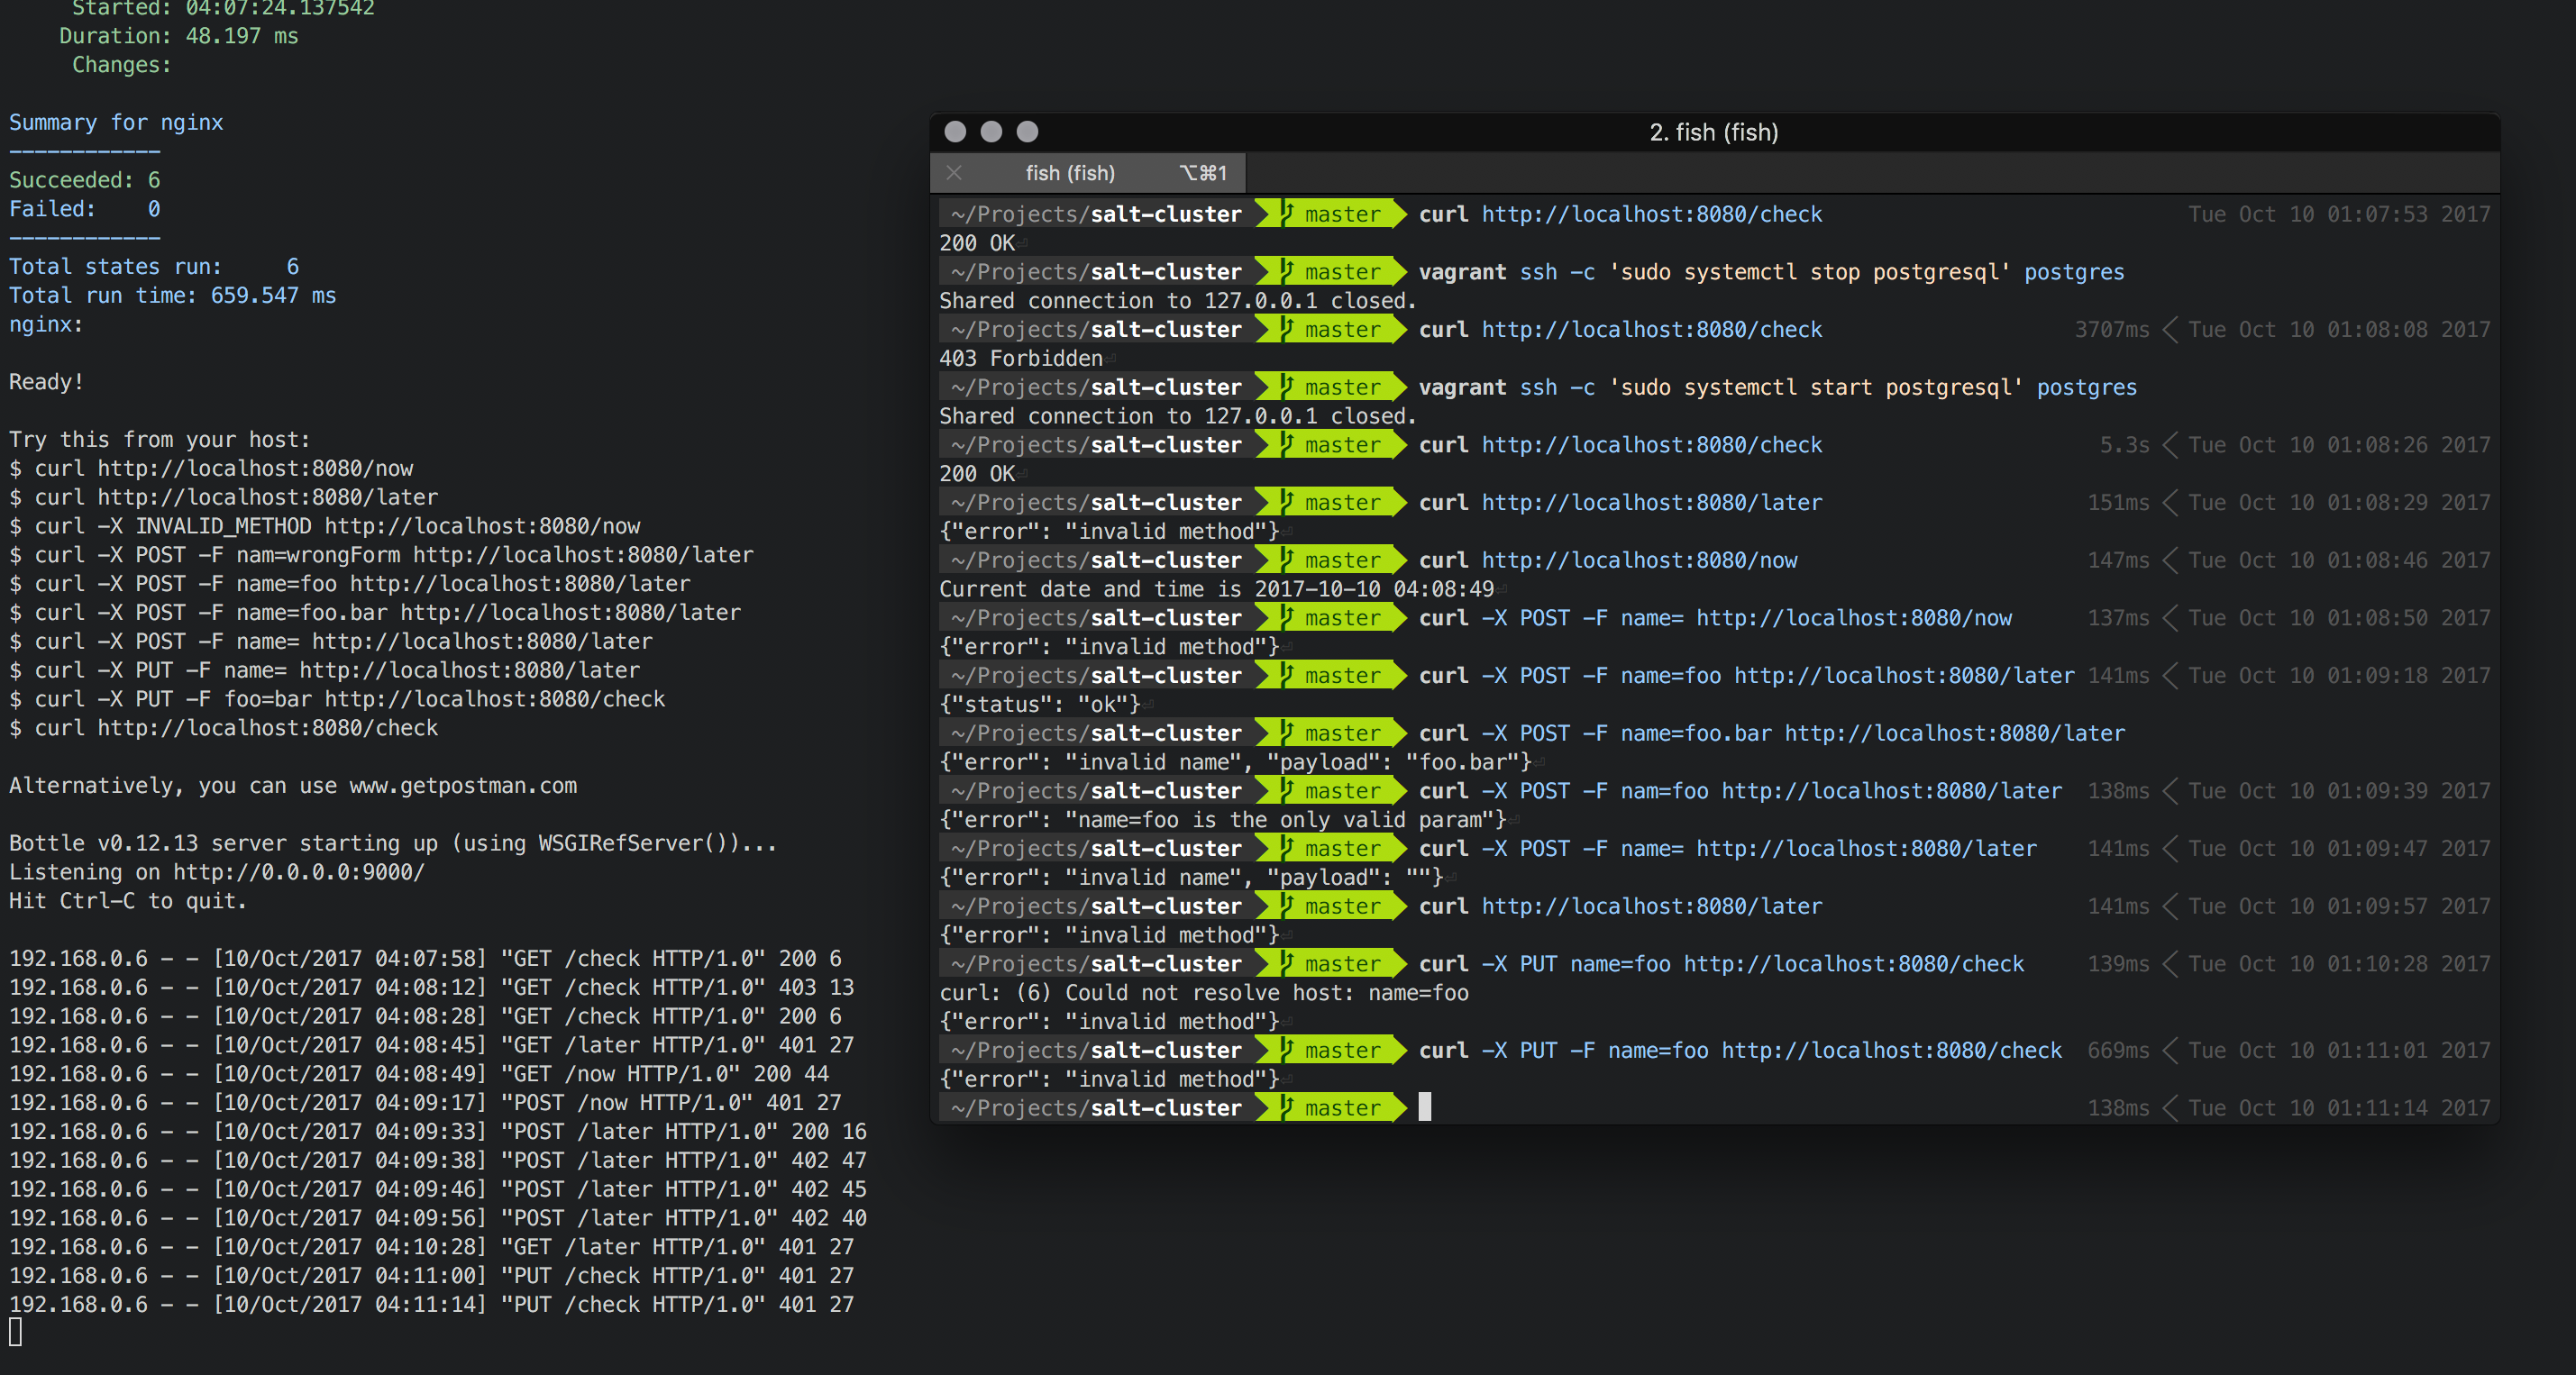 Started: 04:07:24.137542
Duration: 48.197 ms
Changes:
Summary for nginx
------------
Succeeded: 6
Failed:    0
------------
Total states run:     6
Total run time: 659.547 ms
nginx:
Ready!
Try this from your host:
$ curl http://localhost:8080/now
$ curl http://localhost:8080/later
$ curl -X INVALID_METHOD http://localhost:8080/now
$ curl -X POST -F nam=wrongForm http://localhost:8080/later
$ curl -X POST -F name=foo http://localhost:8080/later
$ curl -X POST -F name=foo.bar http://localhost:8080/later
$ curl -X POST -F name= http://localhost:8080/later
$ curl -X PUT -F name= http://localhost:8080/later
$ curl -X PUT -F foo=bar http://localhost:8080/check
$ curl http://localhost:8080/check
Alternatively, you can use www.getpostman.com
Bottle v0.12.13 server starting up (using WSGIRefServer())...
Listening on http://0.0.0.0:9000/
Hit Ctrl-C to quit.
192.168.0.6 - - [10/Oct/2017 04:07:58] "GET /check HTTP/1.0" 200 6
192.168.0.6 - - [10/Oct/2017 04:08:12] "GET /check HTTP/1.0" 403 13
192.168.0.6 - - [10/Oct/2017 04:08:28] "GET /check HTTP/1.0" 200 6
192.168.0.6 - - [10/Oct/2017 04:08:45] "GET /later HTTP/1.0" 401 27
192.168.0.6 - - [10/Oct/2017 04:08:49] "GET /now HTTP/1.0" 200 44
192.168.0.6 - - [10/Oct/2017 04:09:17] "POST /now HTTP/1.0" 401 27
192.168.0.6 - - [10/Oct/2017 04:09:33] "POST /later HTTP/1.0" 200 16
192.168.0.6 - - [10/Oct/2017 04:09:38] "POST /later HTTP/1.0" 402 47
192.168.0.6 - - [10/Oct/2017 04:09:46] "POST /later HTTP/1.0" 402 45
192.168.0.6 - - [10/Oct/2017 04:09:56] "POST /later HTTP/1.0" 402 40
192.168.0.6 - - [10/Oct/2017 04:10:28] "GET /later HTTP/1.0" 401 27
192.168.0.6 - - [10/Oct/2017 04:11:00] "PUT /check HTTP/1.0" 401 27
192.168.0.6 - - [10/Oct/2017 04:11:14] "PUT /check HTTP/1.0" 401 27
2. fish (fish)
fish (fish) ⌥⌘1
~/Projects/salt-cluster master curl http://localhost:8080/check Tue Oct 10 01:07:53 2017
200 OK⏎
~/Projects/salt-cluster master vagrant ssh -c 'sudo systemctl stop postgresql' postgres
Shared connection to 127.0.0.1 closed.
~/Projects/salt-cluster master curl http://localhost:8080/check 3707ms Tue Oct 10 01:08:08 2017
403 Forbidden⏎
~/Projects/salt-cluster master vagrant ssh -c 'sudo systemctl start postgresql' postgres
Shared connection to 127.0.0.1 closed.
~/Projects/salt-cluster master curl http://localhost:8080/check 5.3s Tue Oct 10 01:08:26 2017
200 OK⏎
~/Projects/salt-cluster master curl http://localhost:8080/later 151ms Tue Oct 10 01:08:29 2017
{"error": "invalid method"}⏎
~/Projects/salt-cluster master curl http://localhost:8080/now 147ms Tue Oct 10 01:08:46 2017
Current date and time is 2017-10-10 04:08:49⏎
~/Projects/salt-cluster master curl -X POST -F name= http://localhost:8080/now 137ms Tue Oct 10 01:08:50 2017
{"error": "invalid method"}⏎
~/Projects/salt-cluster master curl -X POST -F name=foo http://localhost:8080/later 141ms Tue Oct 10 01:09:18 2017
{"status": "ok"}⏎
~/Projects/salt-cluster master curl -X POST -F name=foo.bar http://localhost:8080/later
{"error": "invalid name", "payload": "foo.bar"}⏎
~/Projects/salt-cluster master curl -X POST -F nam=foo http://localhost:8080/later 138ms Tue Oct 10 01:09:39 2017
{"error": "name=foo is the only valid param"}⏎
~/Projects/salt-cluster master curl -X POST -F name= http://localhost:8080/later 141ms Tue Oct 10 01:09:47 2017
{"error": "invalid name", "payload": ""}⏎
~/Projects/salt-cluster master curl http://localhost:8080/later 141ms Tue Oct 10 01:09:57 2017
{"error": "invalid method"}⏎
~/Projects/salt-cluster master curl -X PUT name=foo http://localhost:8080/check 139ms Tue Oct 10 01:10:28 2017
curl: (6) Could not resolve host: name=foo
{"error": "invalid method"}⏎
~/Projects/salt-cluster master curl -X PUT -F name=foo http://localhost:8080/check 669ms Tue Oct 10 01:11:01 2017
{"error": "invalid method"}⏎
~/Projects/salt-cluster master 138ms Tue Oct 10 01:11:14 2017